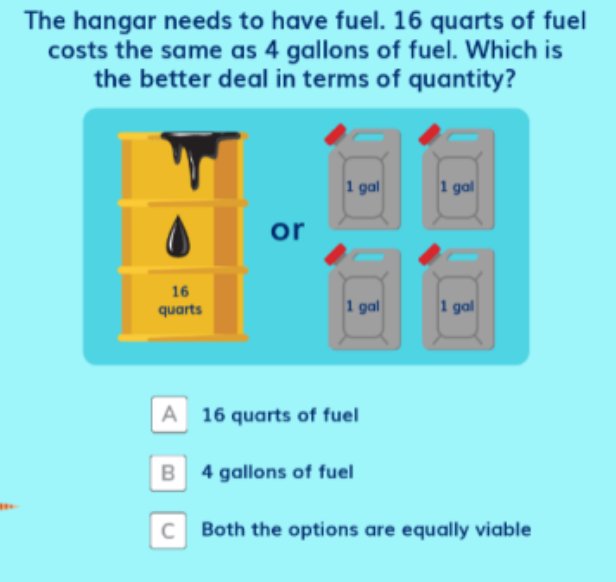 The hangar needs to have fuel. 16 quarts of fuel
costs the same as 4 gallons of fuel. Which is
the better deal in terms of quantity?
1 gal
1 gal
or
16
quarts
1 gal
1 gal
A 16 quarts of fuel
B 4 gallons of fuel
C Both the options are equally viable